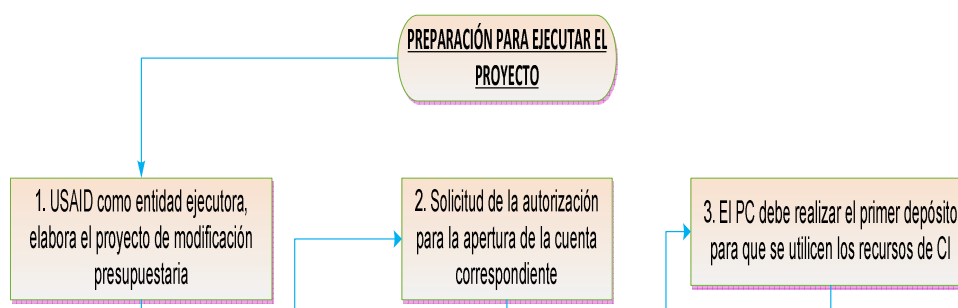 PREPARACIÓN PARA EJECUTAR EL
PROYECTO
1. USAID como entidad ejecutora,
elabora el proyecto de modificación
presupuestaria
2. Solicitud de la autorización
para la apertura de la cuenta
correspondiente
3. El PC debe realizar el primer depósito
para que se utilicen los recursos de CI